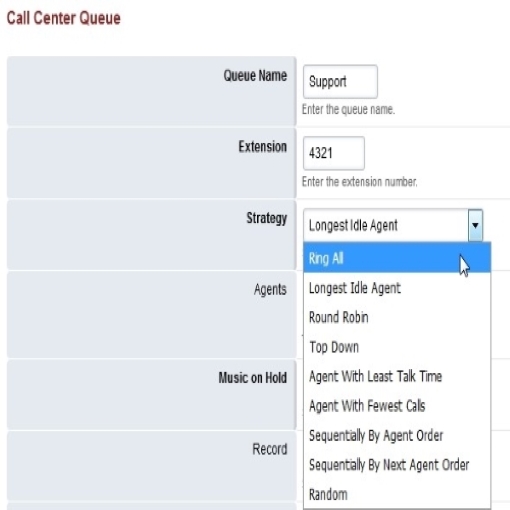 Call Center Queue
Queue Name
Support
Enter the queue name.
Extension
4321
Enter the extension number.
Strategy
Longest Idle Agent
Ring All
Longest Idle Agent
Round Robin
Top Down
Agent With Least Talk Time
Agent With Fewest Calls
Sequentially By Agent Order
Sequentially By Next Agent Order
Random
Agents
Music on Hold
Record